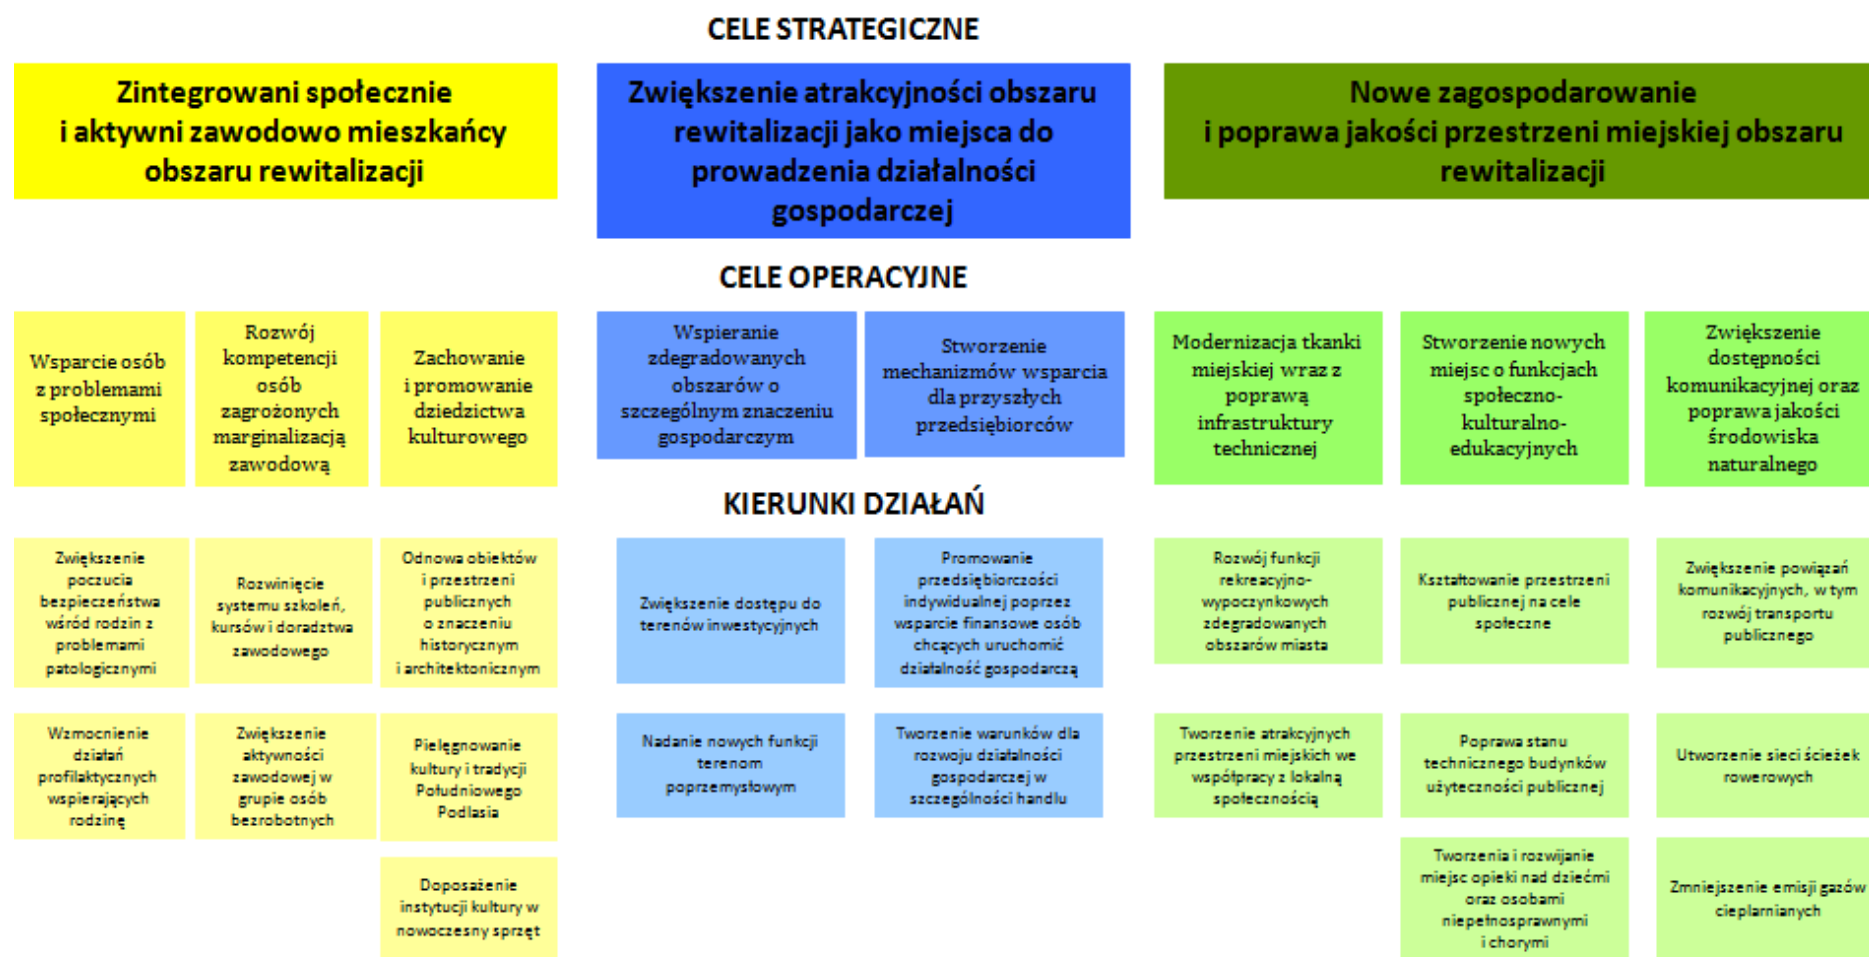 CELE STRATEGICZNE
Zintegrowani społecznie
i aktywni zawodowo mieszkańcy
obszaru rewitalizacji
Zwiększenie atrakcyjności obszaru
rewitalizacji jako miejsca do
prowadzenia działalności
gospodarczej
Nowe zagospodarowanie
i poprawa jakości przestrzeni miejskiej obszaru
rewitalizacji
CELE OPERACYJNE
Wsparcie osób
z problemami
społecznymi
Rozwój
kompetencji
osób
zagrożonych
marginalizacją
zawodową
Zachowanie
i promowanie
dziedzictwa
kulturowego
Wspieranie
zdegradowanych
obszarów o
szczególnym znaczeniu
gospodarczym
Stworzenie
mechanizmów wsparcia
dla przyszłych
przedsiębiorców
Modernizacja tkanki
miejskiej wraz z
poprawą
infrastruktury
technicznej
Stworzenie nowych
miejsc o funkcjach
społeczno-
kulturalno-
edukacyjnych
Zwiększenie
dostępności
komunikacyjnej oraz
poprawa jakości
środowiska
naturalnego
KIERUNKI DZIAŁAŃ
Zwiększenie
poczucia
bezpieczeństwa
wśród rodzin z
problemami
patologicznymi
Rozwinięcie
systemu szkoleń,
kursów i doradztwa
zawodowego
Odnowa obiektów
i przestrzeni
publicznych
o znaczeniu
historycznym
i architektonicznym
Zwiększenie dostępu do
terenów inwestycyjnych
Promowanie
przedsiębiorczości
indywidualnej poprzez
wsparcie finansowe osób
chcących uruchomić
działalność gospodarczą
Rozwój funkcji
rekreacyjno-
wypoczynkowych
zdegradowanych
obszarów miasta
Kształtowanie przestrzeni
publicznej na cele
społeczne
Zwiększenie powiązań
komunikacyjnych, w tym
rozwój transportu
publicznego
Wzmocnienie
działań
profilaktycznych
wspierających
rodzinę
Zwiększenie
aktywności
zawodowej w
grupie osób
bezrobotnych
Pielęgnowanie
kultury i tradycji
Południowego
Podlasia
Nadanie nowych funkcji
terenom
poprzemysłowym
Tworzenie warunków dla
rozwoju działalności
gospodarczej w
szczególności handlu
Tworzenie atrakcyjnych
przestrzeni miejskich we
współpracy z lokalną
społecznością
Poprawa stanu
technicznego budynków
użyteczności publicznej
Utworzenie sieci ścieżek
rowerowych
Doposażenie
instytucji kultury w
nowoczesny sprzęt
Tworzenia i rozwijanie
miejsc opieki nad dziećmi
oraz osobami
niepełnosprawnymi
i chorymi
Zmniejszenie emisji gazów
cieplarnianych